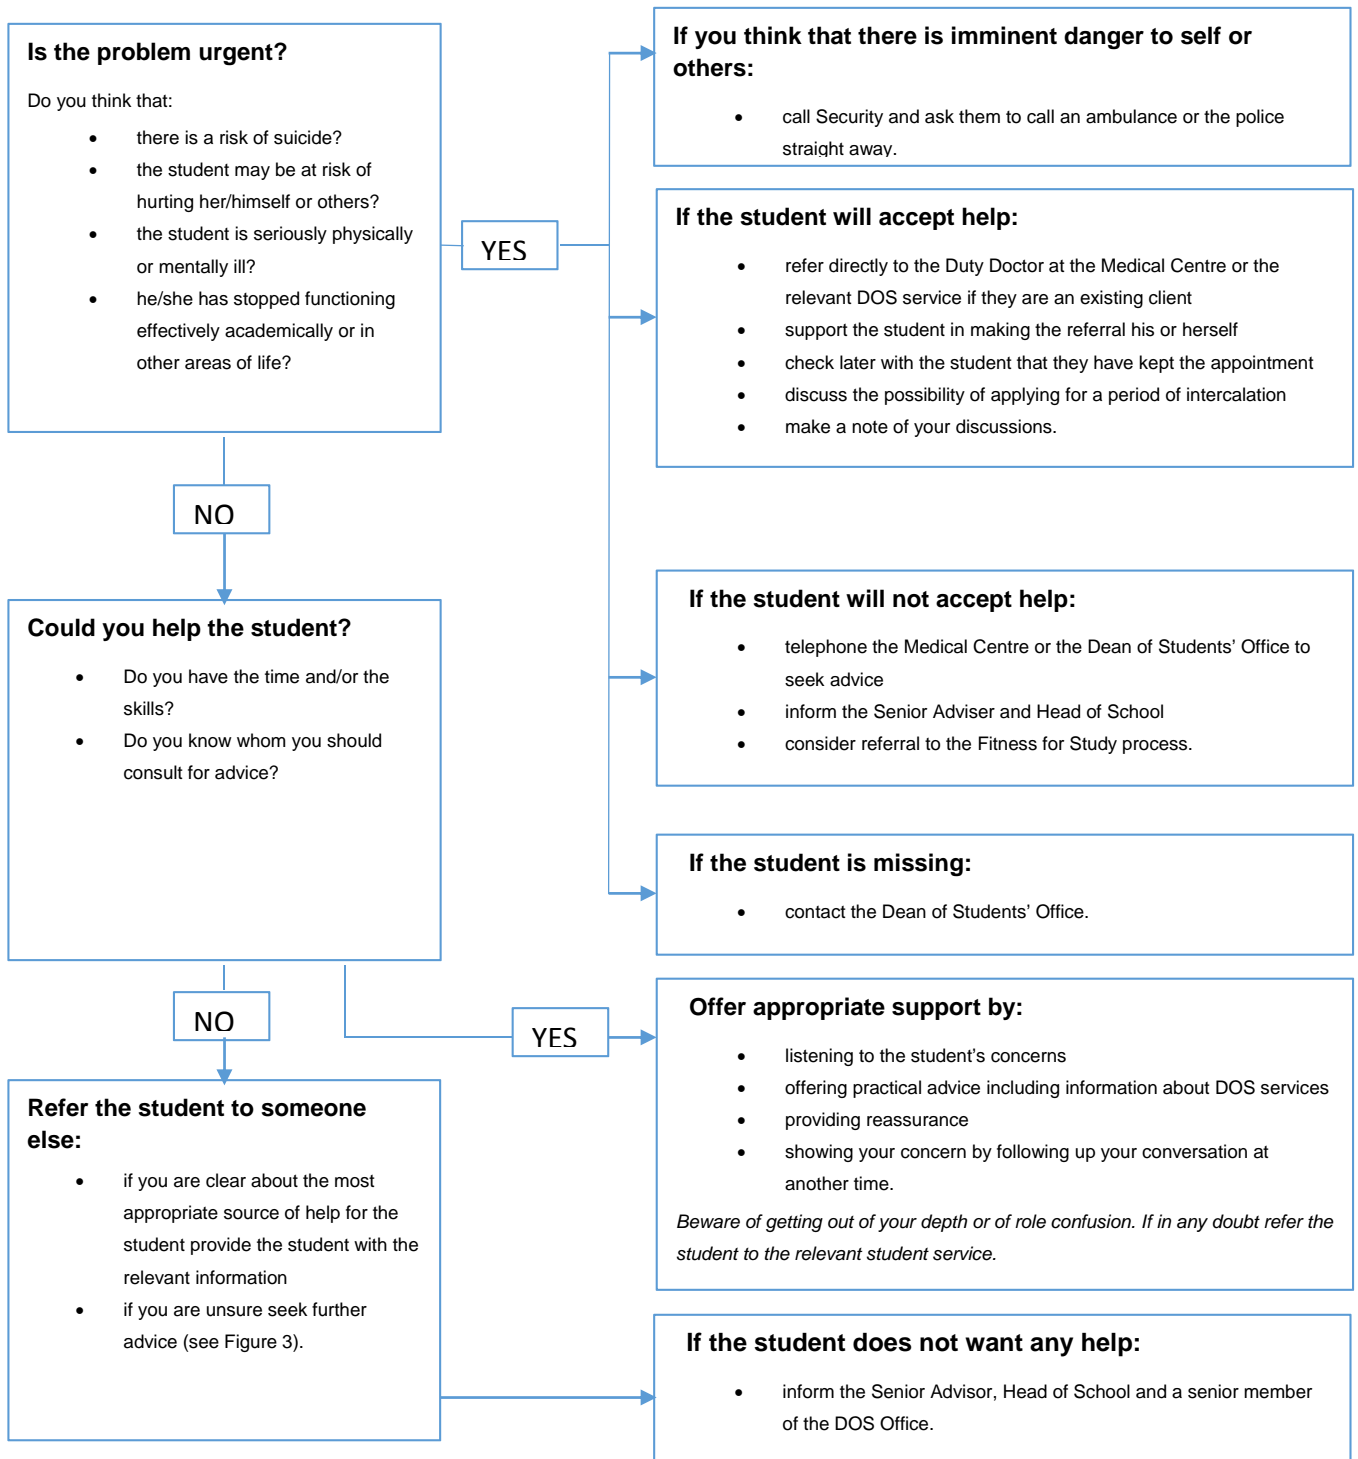 Is the problem urgent?
Do you think that:
• there is a risk of suicide?
• the student may be at risk of
hurting her/himself or others?
• the student is seriously physically
or mentally ill?
• he/she has stopped functioning
effectively academically or in
other areas of life?
YES
If you think that there is imminent danger to self or
others:
• call Security and ask them to call an ambulance or the police
straight away.
If the student will accept help:
• refer directly to the Duty Doctor at the Medical Centre or the
relevant DOS service if they are an existing client
• support the student in making the referral his or herself
• check later with the student that they have kept the appointment
• discuss the possibility of applying for a period of intercalation
• make a note of your discussions.
If the student will not accept help:
• telephone the Medical Centre or the Dean of Students’ Office to
seek advice
• inform the Senior Adviser and Head of School
• consider referral to the Fitness for Study process.
If the student is missing:
• contact the Dean of Students’ Office.
NO
Could you help the student?
• Do you have the time and/or the
skills?
• Do you know whom you should
consult for advice?
YES
Offer appropriate support by:
• listening to the student’s concerns
• offering practical advice including information about DOS services
• providing reassurance
• showing your concern by following up your conversation at
another time.
Beware of getting out of your depth or of role confusion. If in any doubt refer the
student to the relevant student service.
NO
Refer the student to someone
else:
• if you are clear about the most
appropriate source of help for the
student provide the student with the
relevant information
• if you are unsure seek further
advice (see Figure 3).
If the student does not want any help:
• inform the Senior Advisor, Head of School and a senior member
of the DOS Office.